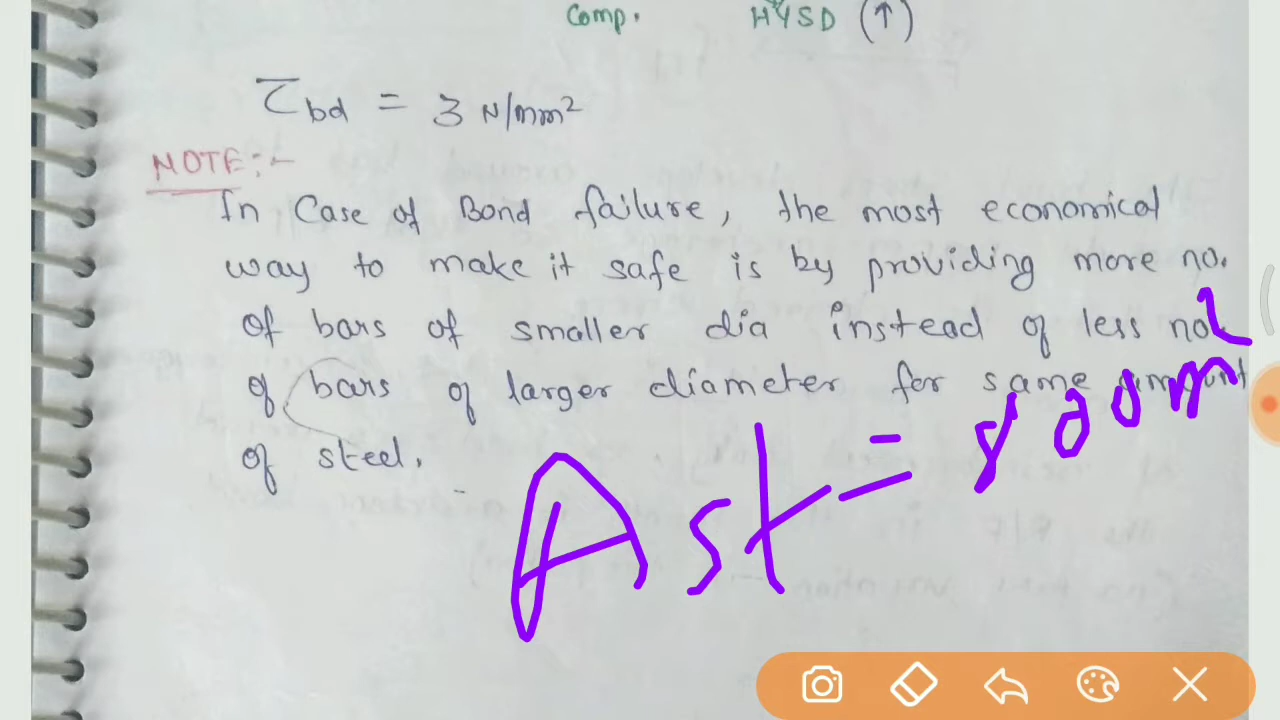 Comp. HYSD (↑)
τbd = 3 N/mm²
NOTE:-
In Case of Bond failure, the most economical
way to make it safe is by providing more no.
of bars of smaller dia instead of less no.
of bars of larger diameter for same amount
of steel.
Ast =